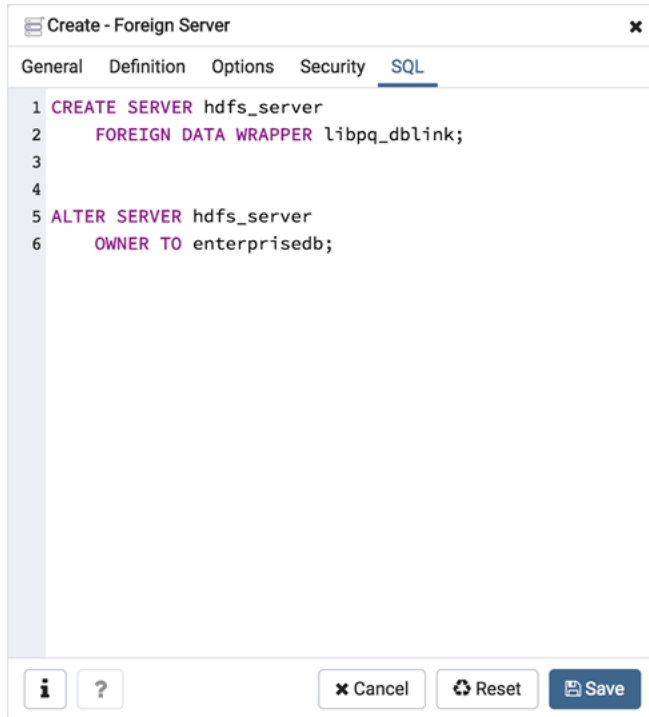 Create - Foreign Server
General Definition Options Security SQL
1 CREATE SERVER hdfs_server
2 FOREIGN DATA WRAPPER libpq_dblink;
3
4
5 ALTER SERVER hdfs_server
6 OWNER TO enterprisedb;
i ? Cancel Reset Save